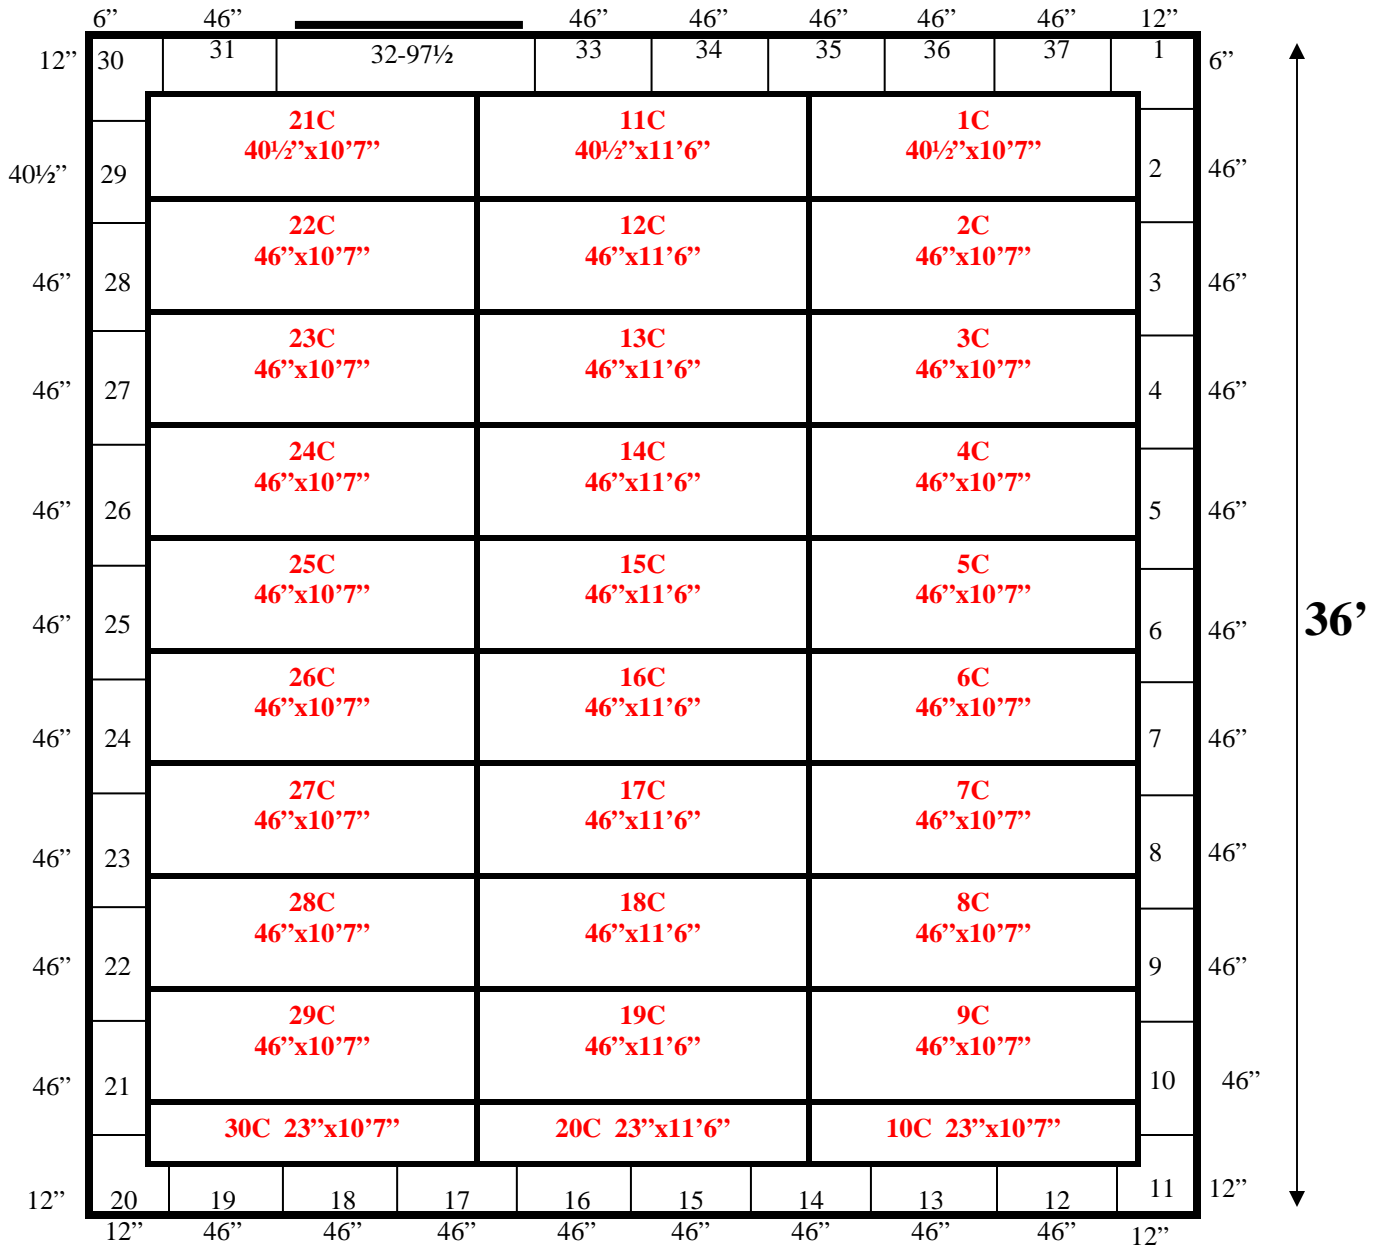 6” 46” 46” 46” 46” 46” 46” 12”
12” 30 31 32-97½ 33 34 35 36 37 1 6”
21C 11C 1C
40½”x10’7” 40½”x11’6” 40½”x10’7”
40½” 29 2 46”
22C 12C 2C
46”x10’7” 46”x11’6” 46”x10’7”
46” 28 3 46”
23C 13C 3C
46”x10’7” 46”x11’6” 46”x10’7”
46” 27 4 46”
24C 14C 4C
46”x10’7” 46”x11’6” 46”x10’7”
46” 26 5 46”
25C 15C 5C
46”x10’7” 46”x11’6” 46”x10’7”
46” 25 6 46” 36’
26C 16C 6C
46”x10’7” 46”x11’6” 46”x10’7”
46” 24 7 46”
27C 17C 7C
46”x10’7” 46”x11’6” 46”x10’7”
46” 23 8 46”
28C 18C 8C
46”x10’7” 46”x11’6” 46”x10’7”
46” 22 9 46”
29C 19C 9C
46”x10’7” 46”x11’6” 46”x10’7”
46” 21 10 46”
30C 23”x10’7” 20C 23”x11’6” 10C 23”x10’7”
12” 20 19 18 17 16 15 14 13 12 11 12”
12” 46” 46” 46” 46” 46” 46” 46” 46” 12”